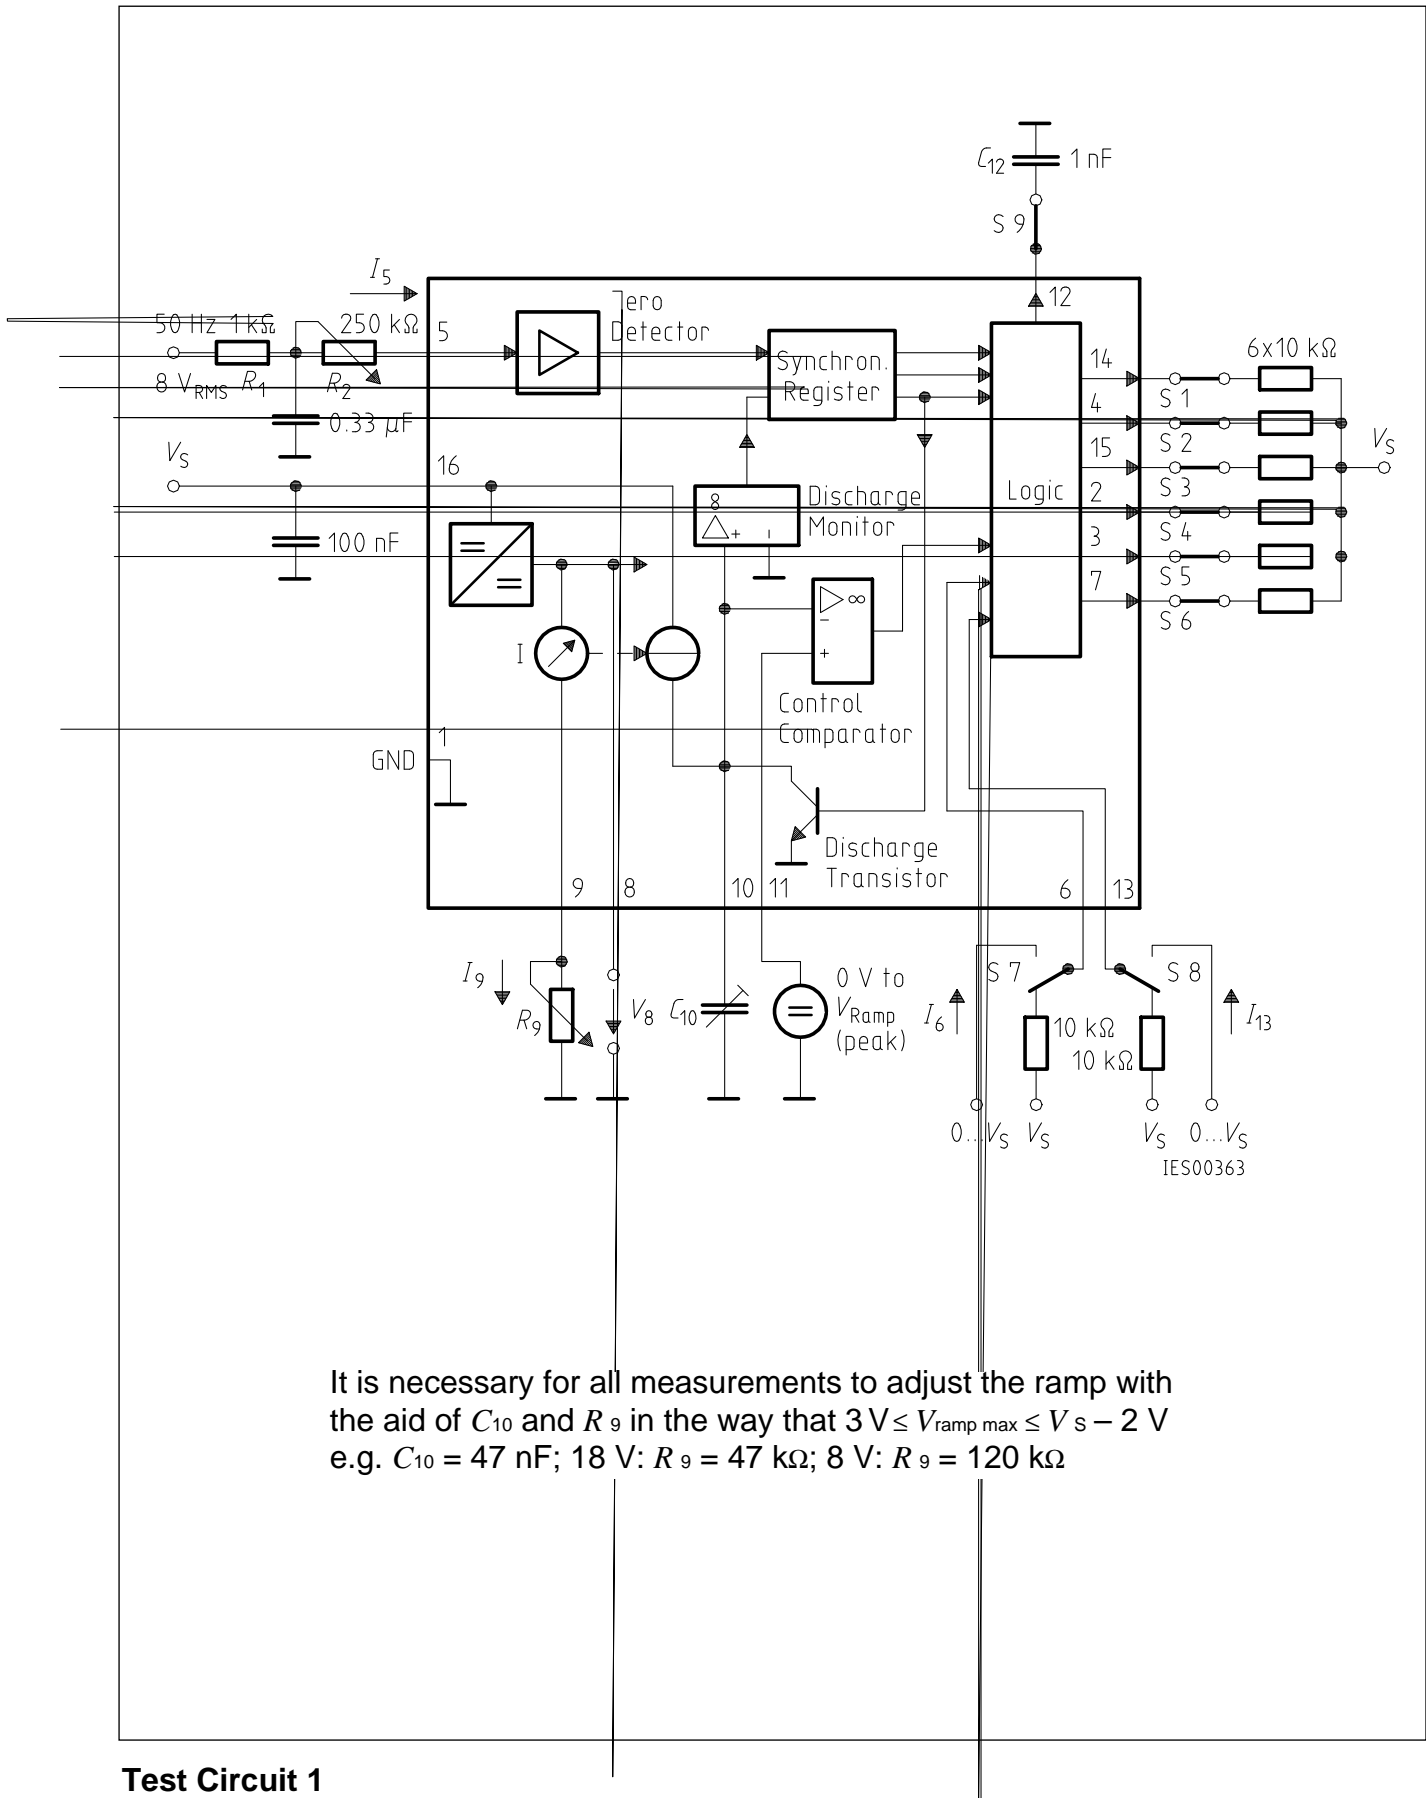 C12 1 nF
S 9
I5
12
50 Hz 1 kΩ 250 kΩ 5
Zero
Detector
8 VRMS R1 R2
0.33 µF
Synchron.
Register
14
6x10 kΩ
S 1
4
S 2
15
S 3
2
S 4
3
S 5
7
S 6
VS
VS
16
100 nF
8
+ -
Discharge
Monitor
Logic
I
∞
-
+
Control
Comparator
1
GND
Discharge
Transistor
9 8 10 11 6 13
I9
R9
V8
C10
0 V to
VRamp
(peak)
S 7 S 8
I6
10 kΩ
10 kΩ
I13
0...VS VS VS 0...VS
IES00363
It is necessary for all measurements to adjust the ramp with
the aid of C10 and R 9 in the way that 3 V ≤ Vramp max ≤ V S – 2 V
e.g. C10 = 47 nF; 18 V: R 9 = 47 kΩ; 8 V: R 9 = 120 kΩ
Test Circuit 1